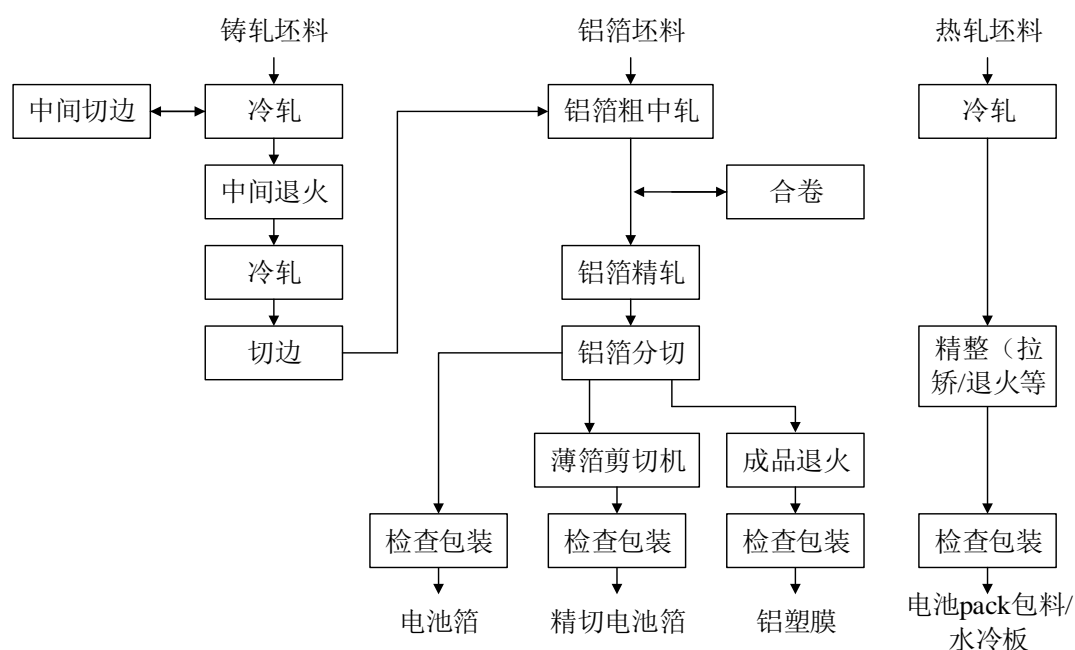 铸轧坯料
铝箔坯料
热轧坯料
中间切边
冷轧
铝箔粗中轧
冷轧
中间退火
合卷
冷轧
铝箔精轧
切边
铝箔分切
精整（拉
矫/退火等
薄箔剪切机
成品退火
检查包装
检查包装
检查包装
检查包装
电池箔
精切电池箔
铝塑膜
电池pack包料/
水冷板